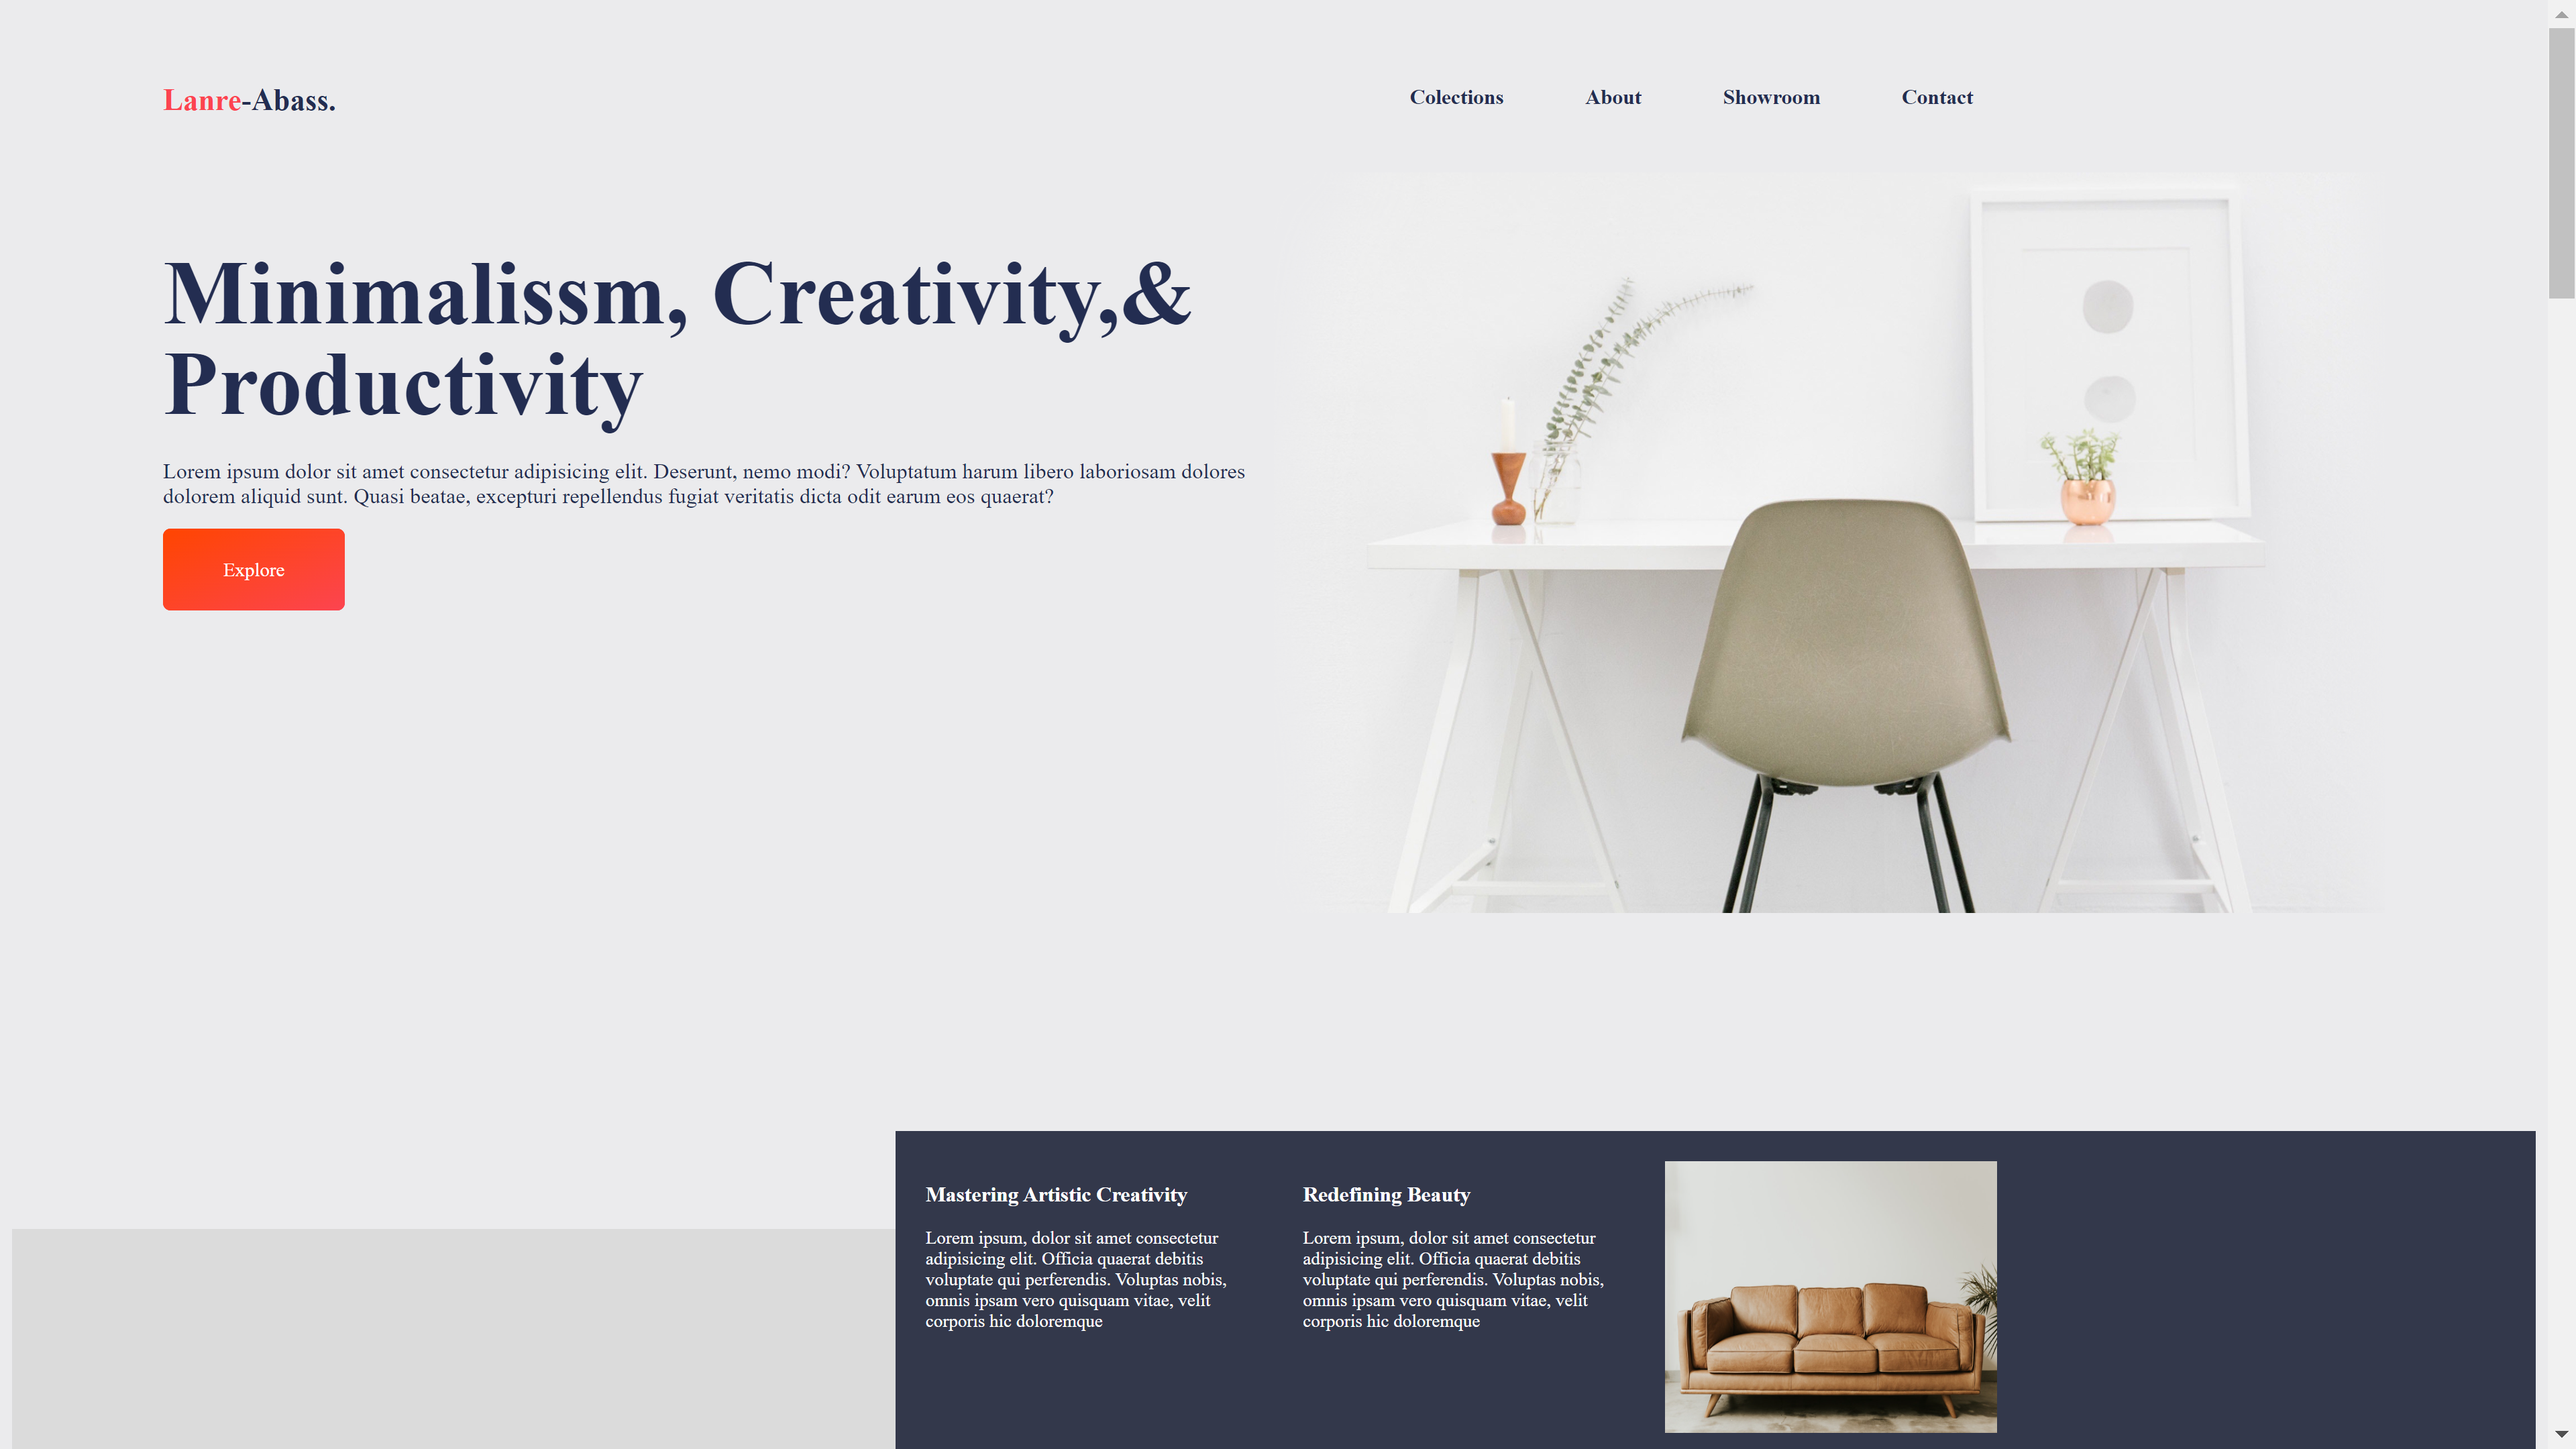 Lanre-Abass.
Colections
About
Showroom
Contact
Minimalissm, Creativity,&
Productivity
Lorem ipsum dolor sit amet consectetur adipisicing elit. Deserunt, nemo modi? Voluptatum harum libero laboriosam dolores
dolorem aliquid sunt. Quasi beatae, excepturi repellendus fugiat veritatis dicta odit earum eos quaerat?
Explore
Mastering Artistic Creativity
Lorem ipsum, dolor sit amet consectetur
adipisicing elit. Officia quaerat debitis
voluptate qui perferendis. Voluptas nobis,
omnis ipsam vero quisquam vitae, velit
corporis hic doloremque
Redefining Beauty
Lorem ipsum, dolor sit amet consectetur
adipisicing elit. Officia quaerat debitis
voluptate qui perferendis. Voluptas nobis,
omnis ipsam vero quisquam vitae, velit
corporis hic doloremque